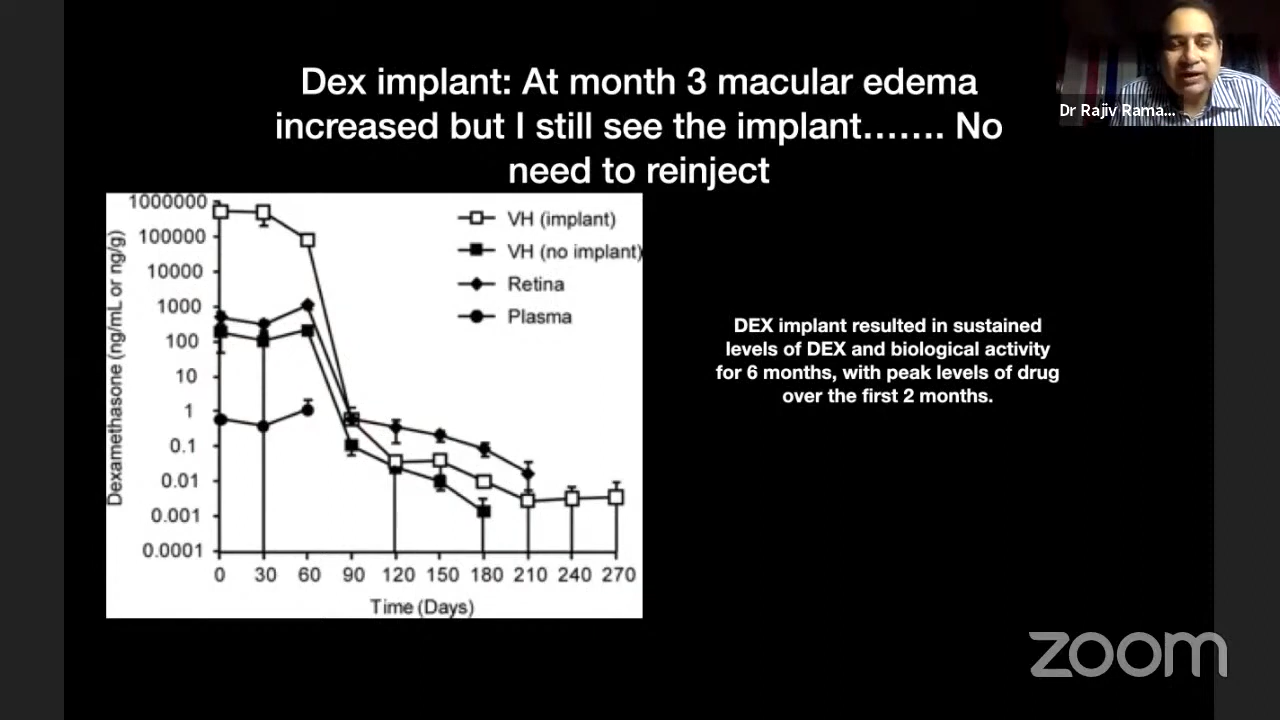 Dex implant: At month 3 macular edema
increased but I still see the implant....... No
need to reinject
Dr Rajiv Rama...
1000000
100000
10000
1000
100
10
1
0.1
0.01
0.001
0.0001
Dexamethasone (ng/mL or ng/g)
VH (implant)
VH (no implant)
Retina
Plasma
0 30 60 90 120 150 180 210 240 270
Time (Days)
DEX implant resulted in sustained
levels of DEX and biological activity
for 6 months, with peak levels of drug
over the first 2 months.
zoom